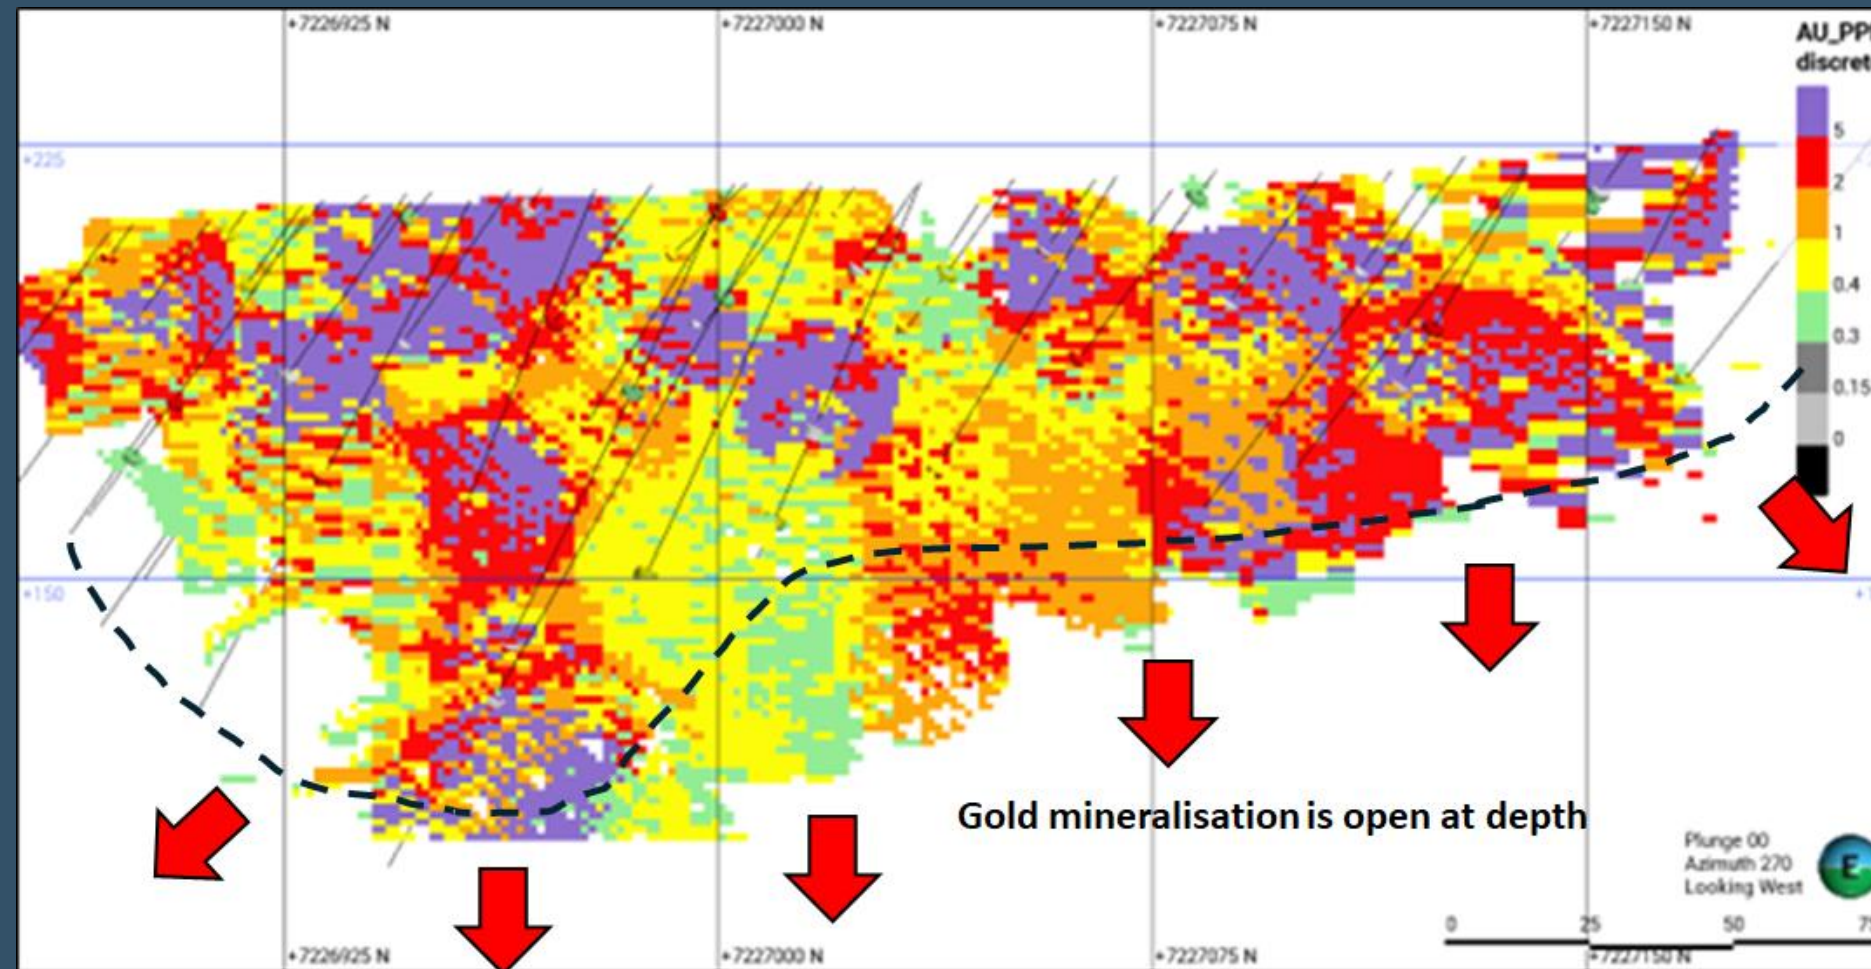 +7226925 N
+7227000 N
+7227075 N
+7227150 N
AU_PP
discret
5
2
1
0.4
0.3
0.15
0
+225
+150
Gold mineralisation is open at depth
Plunge 00
Azimuth 270
Looking West
E
0
25
50
+7226925 N
+7227000 N
+7227075 N
+7227150 N